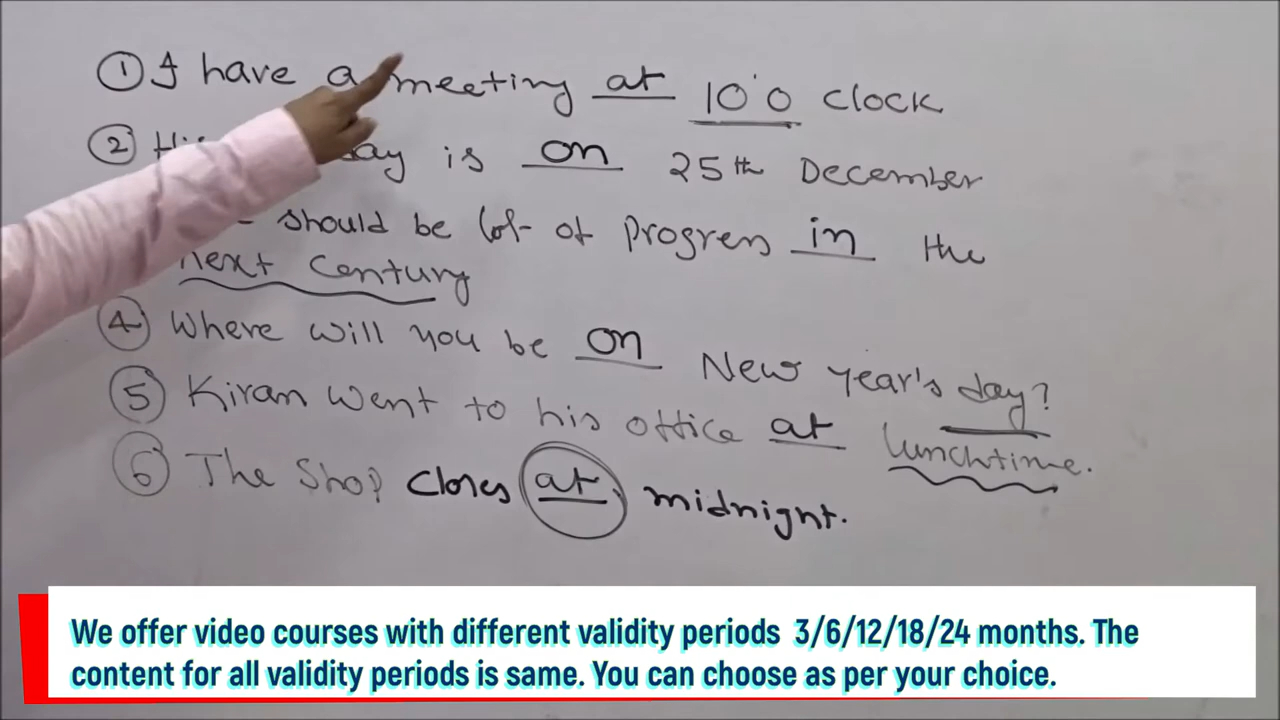 ① I have a meeting at 10'0 clock
② day is on 25th December
should be lot of Progress in the
next century
④ Where will you be on New year's day?
⑤ Kiran went to his office at lunchtime.
⑥ The Shop closes at midnight.
We offer video courses with different validity periods 3/6/12/18/24 months. The
content for all validity periods is same. You can choose as per your choice.